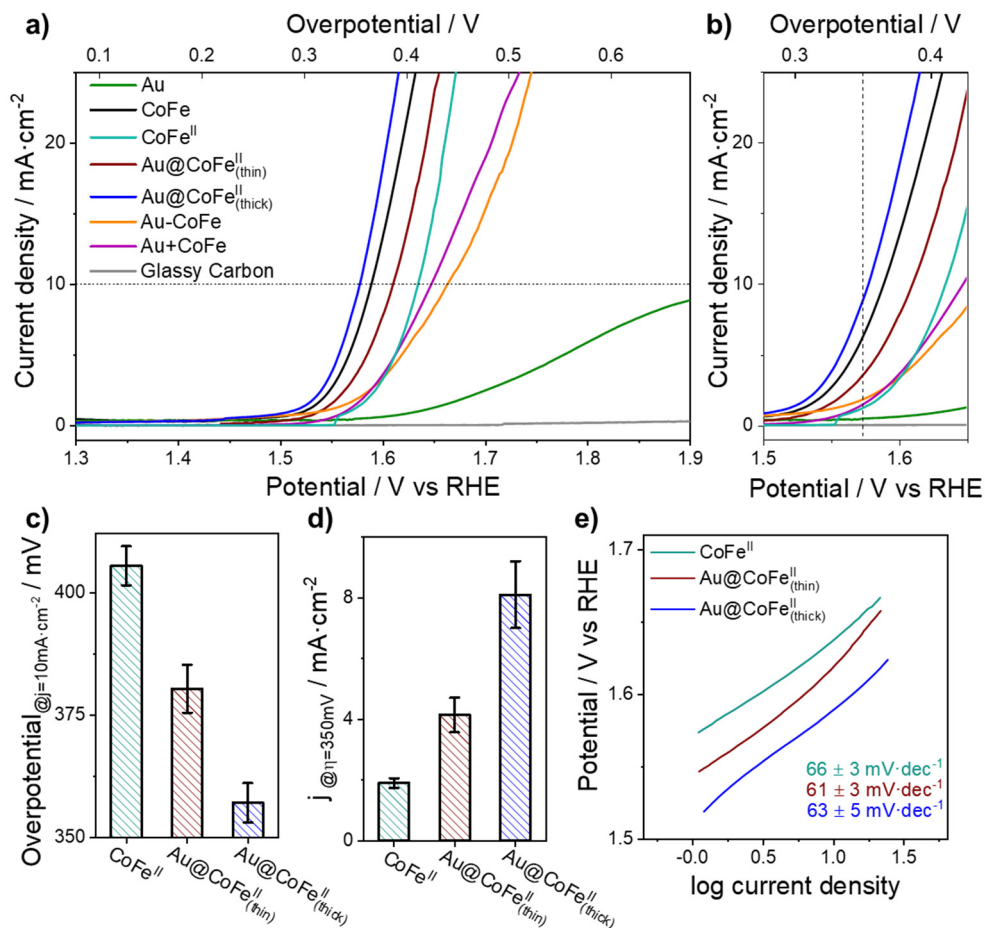 a)
Overpotential / V
0.1 0.2 0.3 0.4 0.5 0.6
Current density / mA·cm⁻²
20
10
0
Au
CoFe
CoFeᴵᴵ
Au@CoFeᴵᴵ(thin)
Au@CoFeᴵᴵ(thick)
Au-CoFe
Au+CoFe
Glassy Carbon
1.3 1.4 1.5 1.6 1.7 1.8 1.9
Potential / V vs RHE
b)
Overpotential / V
0.3 0.4
Current density / mA·cm⁻²
20
10
0
1.5 1.6
Potential / V vs RHE
c)
Overpotential@j=10mA·cm⁻² / mV
400
375
350
CoFeᴵᴵ
Au@CoFeᴵᴵ(thin)
Au@CoFeᴵᴵ(thick)
d)
j @η=350mV / mA·cm⁻²
8
4
0
CoFeᴵᴵ
Au@CoFeᴵᴵ(thin)
Au@CoFeᴵᴵ(thick)
e)
Potential / V vs RHE
1.7
1.6
1.5
CoFeᴵᴵ
Au@CoFeᴵᴵ(thin)
Au@CoFeᴵᴵ(thick)
66 ± 3 mV·dec⁻¹
61 ± 3 mV·dec⁻¹
63 ± 5 mV·dec⁻¹
-0.0 0.5 1.0 1.5
log current density